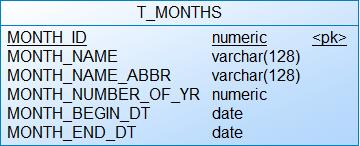 T_MONTHS
MONTH_ID numeric <pk>
MONTH_NAME varchar(128)
MONTH_NAME_ABBR varchar(128)
MONTH_NUMBER_OF_YR numeric
MONTH_BEGIN_DT date
MONTH_END_DT date